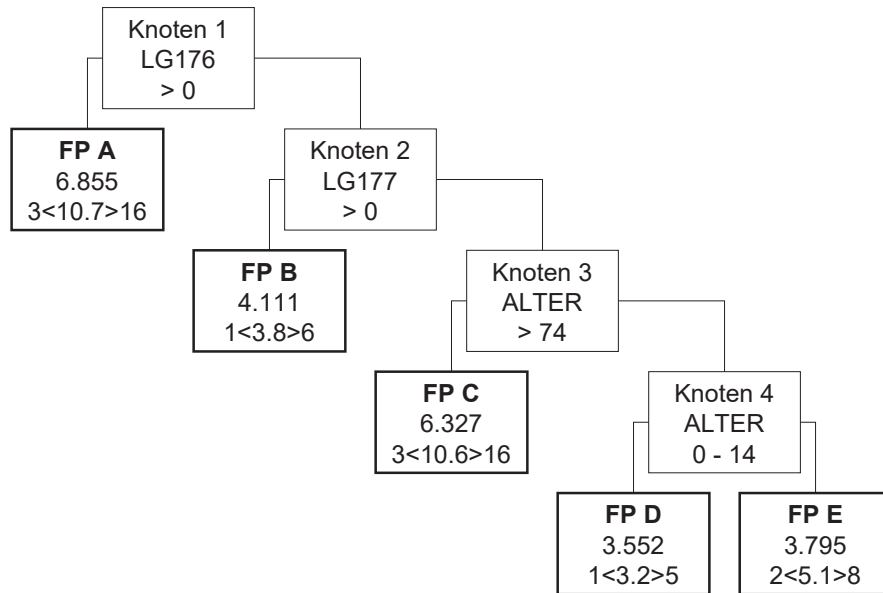 Knoten 1
LG176
> 0
FP A
6.855
3<10.7>16
Knoten 2
LG177
> 0
FP B
4.111
1<3.8>6
Knoten 3
ALTER
> 74
FP C
6.327
3<10.6>16
Knoten 4
ALTER
0 - 14
FP D
3.552
1<3.2>5
FP E
3.795
2<5.1>8